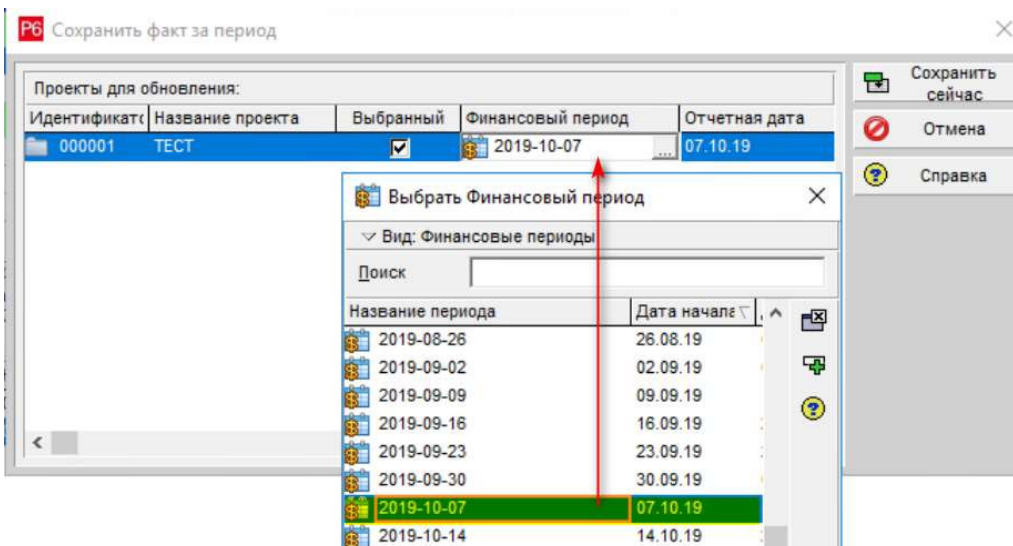 P6 Сохранить факт за период
Проекты для обновления:
Идентификатс Название проекта Выбранный Финансовый период Отчетная дата
000001 ТЕСТ 2019-10-07 ... 07.10.19
Сохранить
сейчас
Отмена
Справка
Выбрать Финансовый период
Вид: Финансовые периоды
Поиск
Название периода Дата начала
2019-08-26 26.08.19
2019-09-02 02.09.19
2019-09-09 09.09.19
2019-09-16 16.09.19
2019-09-23 23.09.19
2019-09-30 30.09.19
2019-10-07 07.10.19
2019-10-14 14.10.19